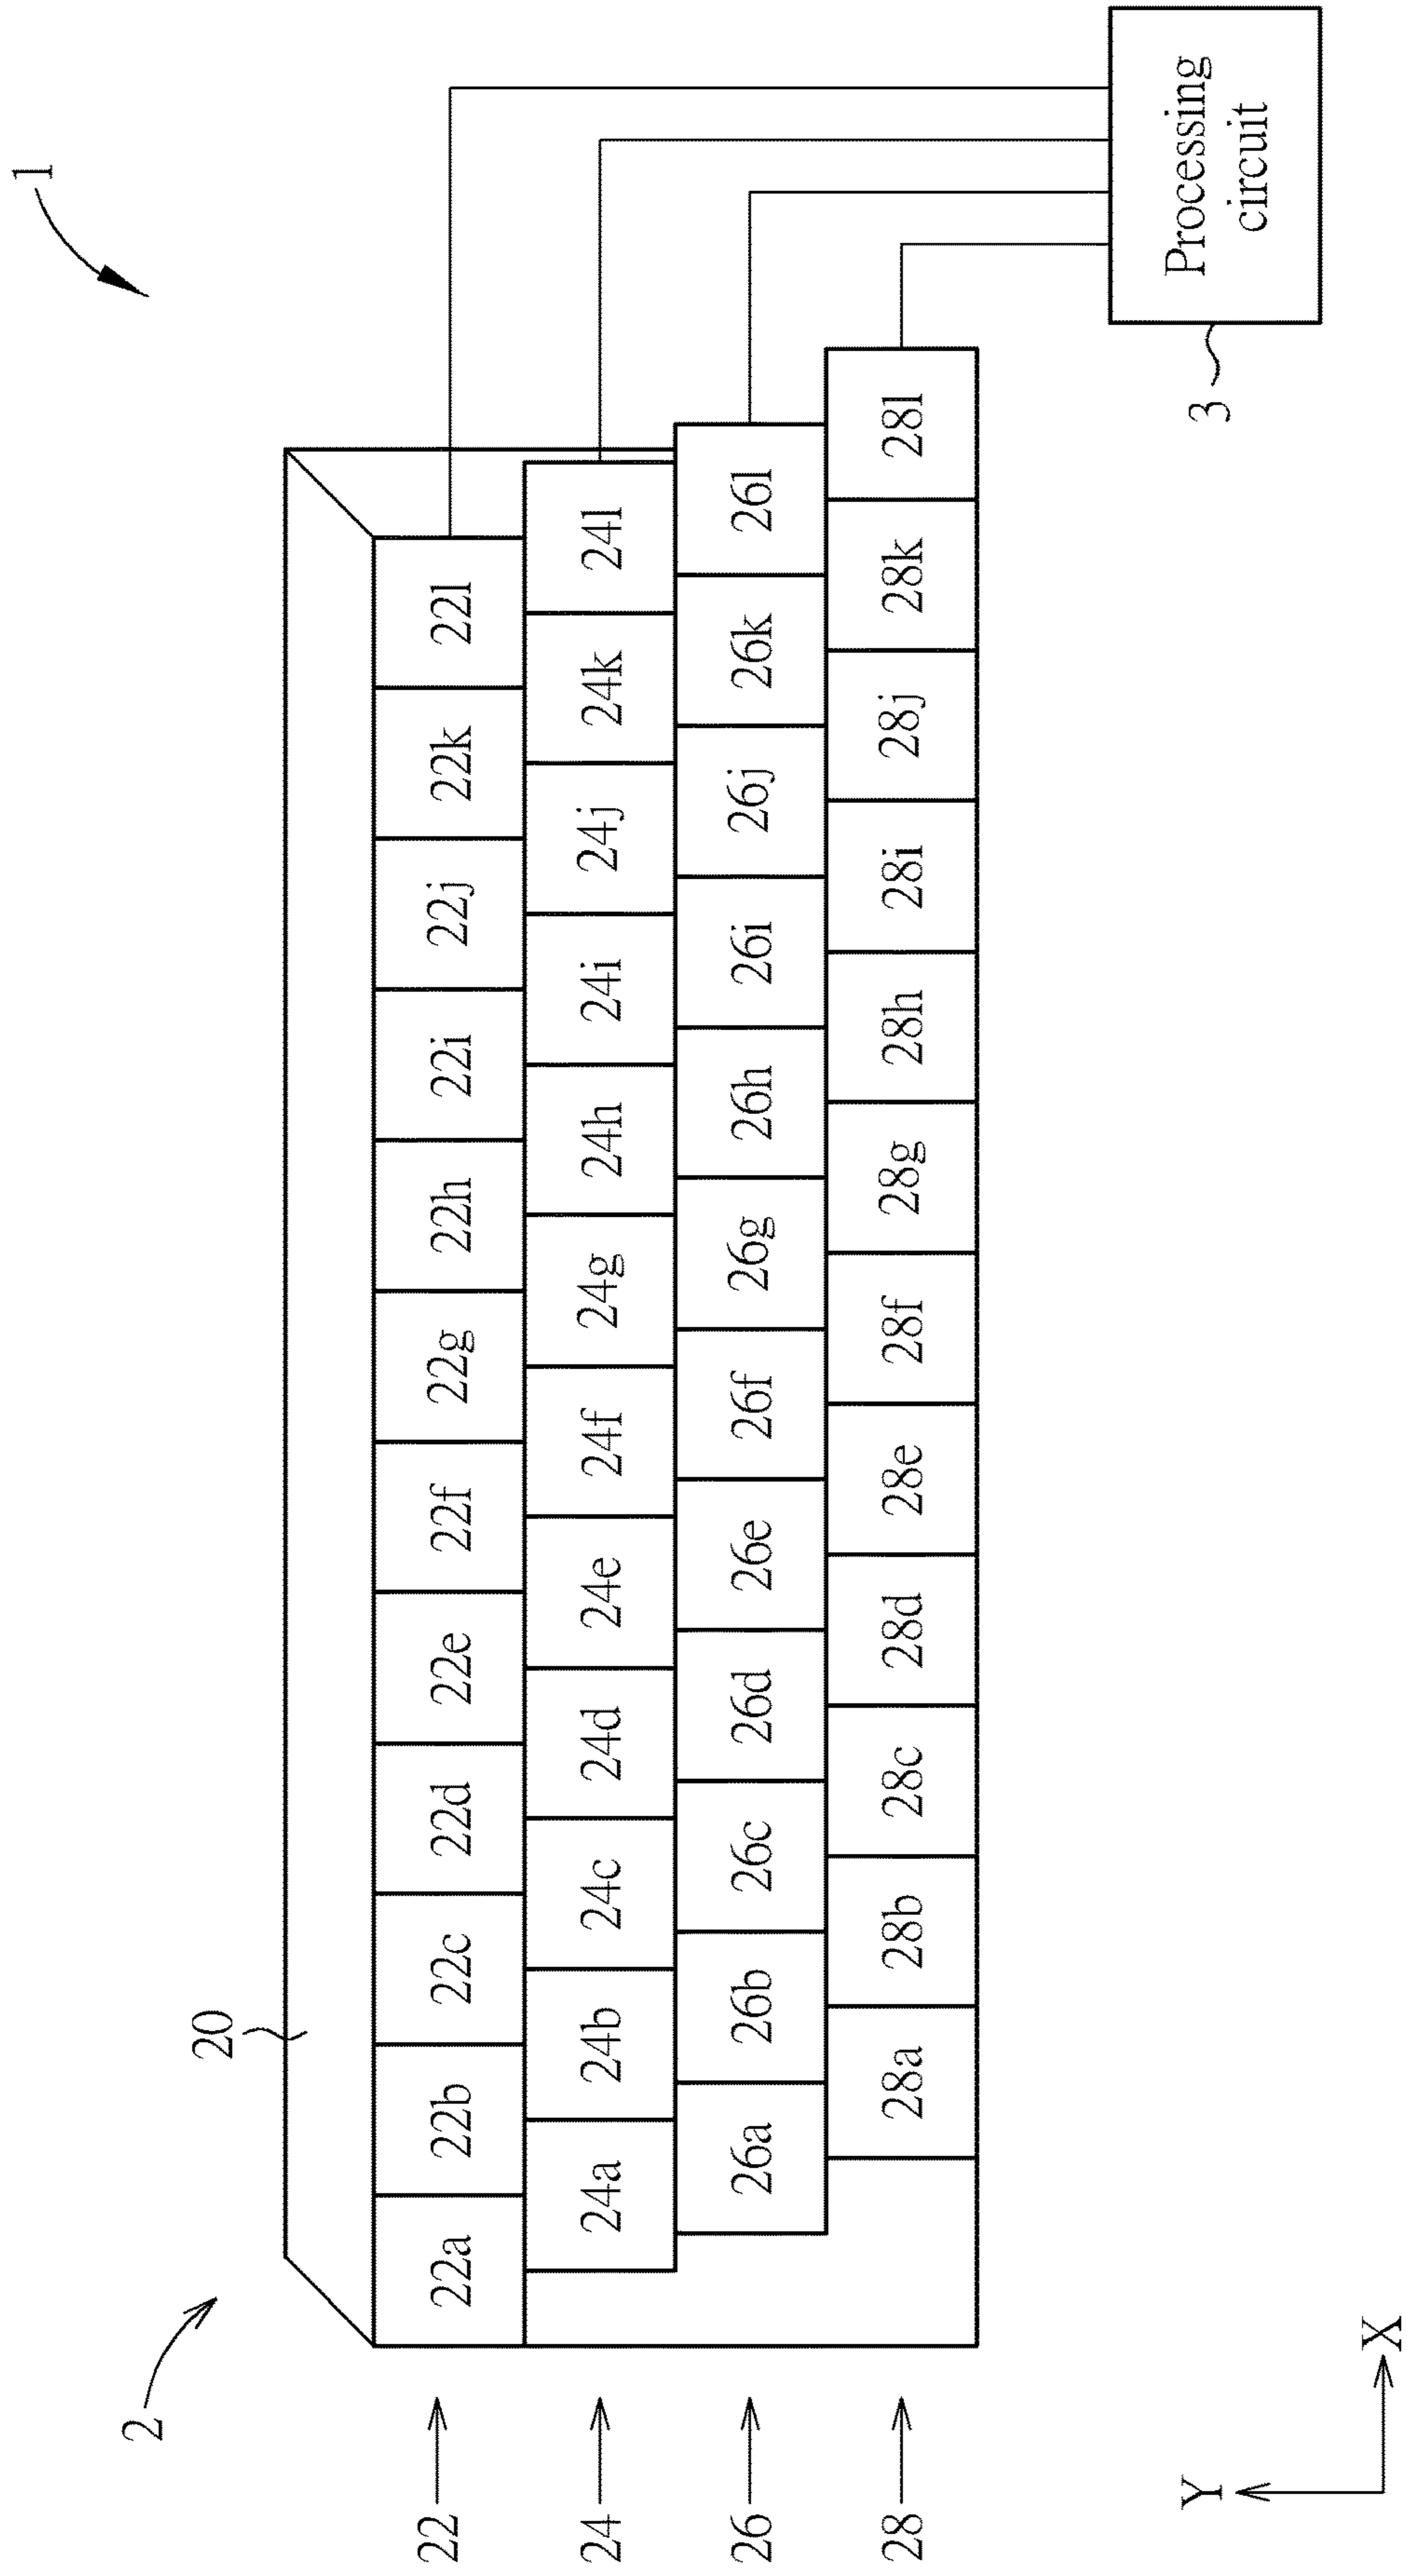 1
2
20
22 22a 22b 22c 22d 22e 22f 22g 22h 22i 22j 22k 22l
24 24a 24b 24c 24d 24e 24f 24g 24h 24i 24j 24k 24l
26 26a 26b 26c 26d 26e 26f 26g 26h 26i 26j 26k 26l
28 28a 28b 28c 28d 28e 28f 28g 28h 28i 28j 28k 28l
Processing
circuit
3
Y
X